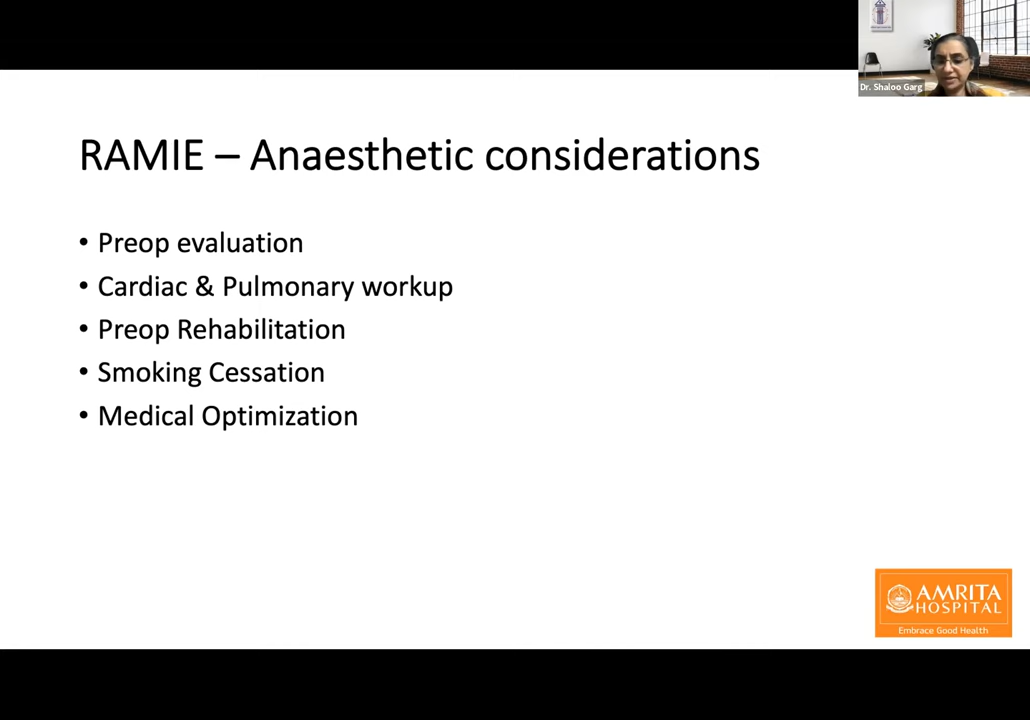 Dr. Shaloo Garg
RAMIE – Anaesthetic considerations
• Preop evaluation
• Cardiac & Pulmonary workup
• Preop Rehabilitation
• Smoking Cessation
• Medical Optimization
AMRITA
HOSPITAL
Embrace Good Health